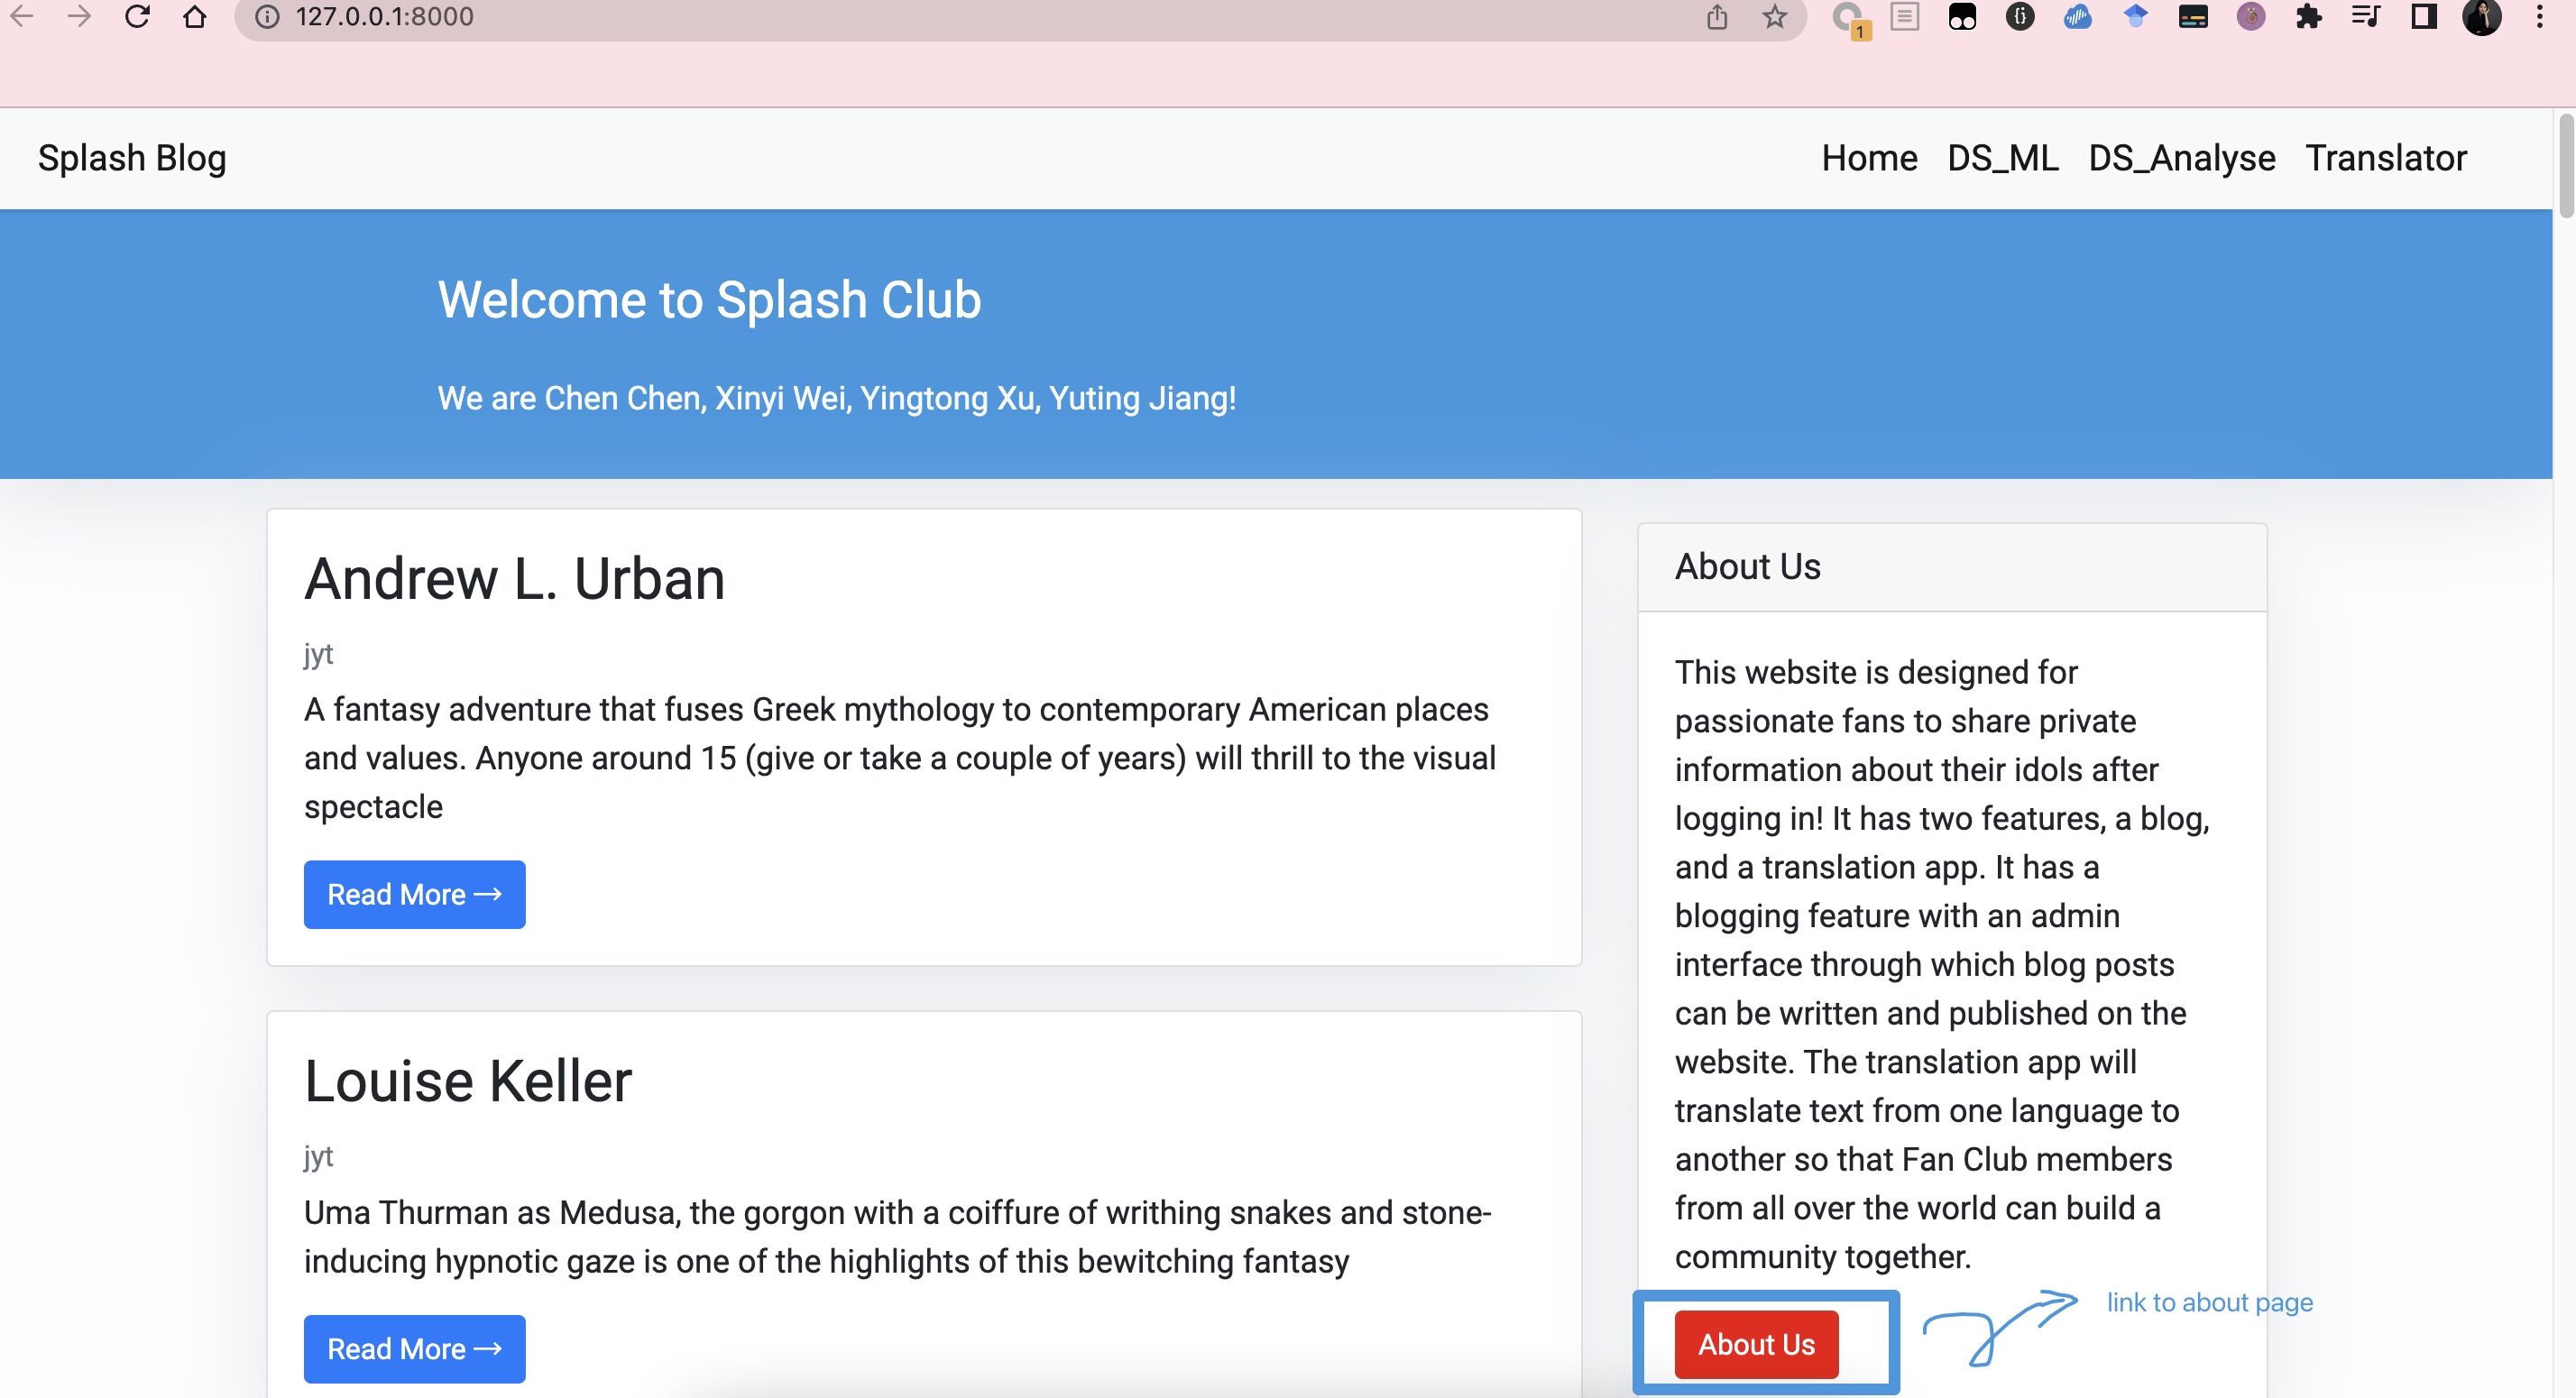 127.0.0.1:8000
1
Splash Blog
Home DS_ML DS_Analyse Translator
Welcome to Splash Club
We are Chen Chen, Xinyi Wei, Yingtong Xu, Yuting Jiang!
Andrew L. Urban
jyt
A fantasy adventure that fuses Greek mythology to contemporary American places
and values. Anyone around 15 (give or take a couple of years) will thrill to the visual
spectacle
Read More →
Louise Keller
jyt
Uma Thurman as Medusa, the gorgon with a coiffure of writhing snakes and stone-
inducing hypnotic gaze is one of the highlights of this bewitching fantasy
Read More →
About Us
This website is designed for
passionate fans to share private
information about their idols after
logging in! It has two features, a blog,
and a translation app. It has a
blogging feature with an admin
interface through which blog posts
can be written and published on the
website. The translation app will
translate text from one language to
another so that Fan Club members
from all over the world can build a
community together.
About Us
link to about page